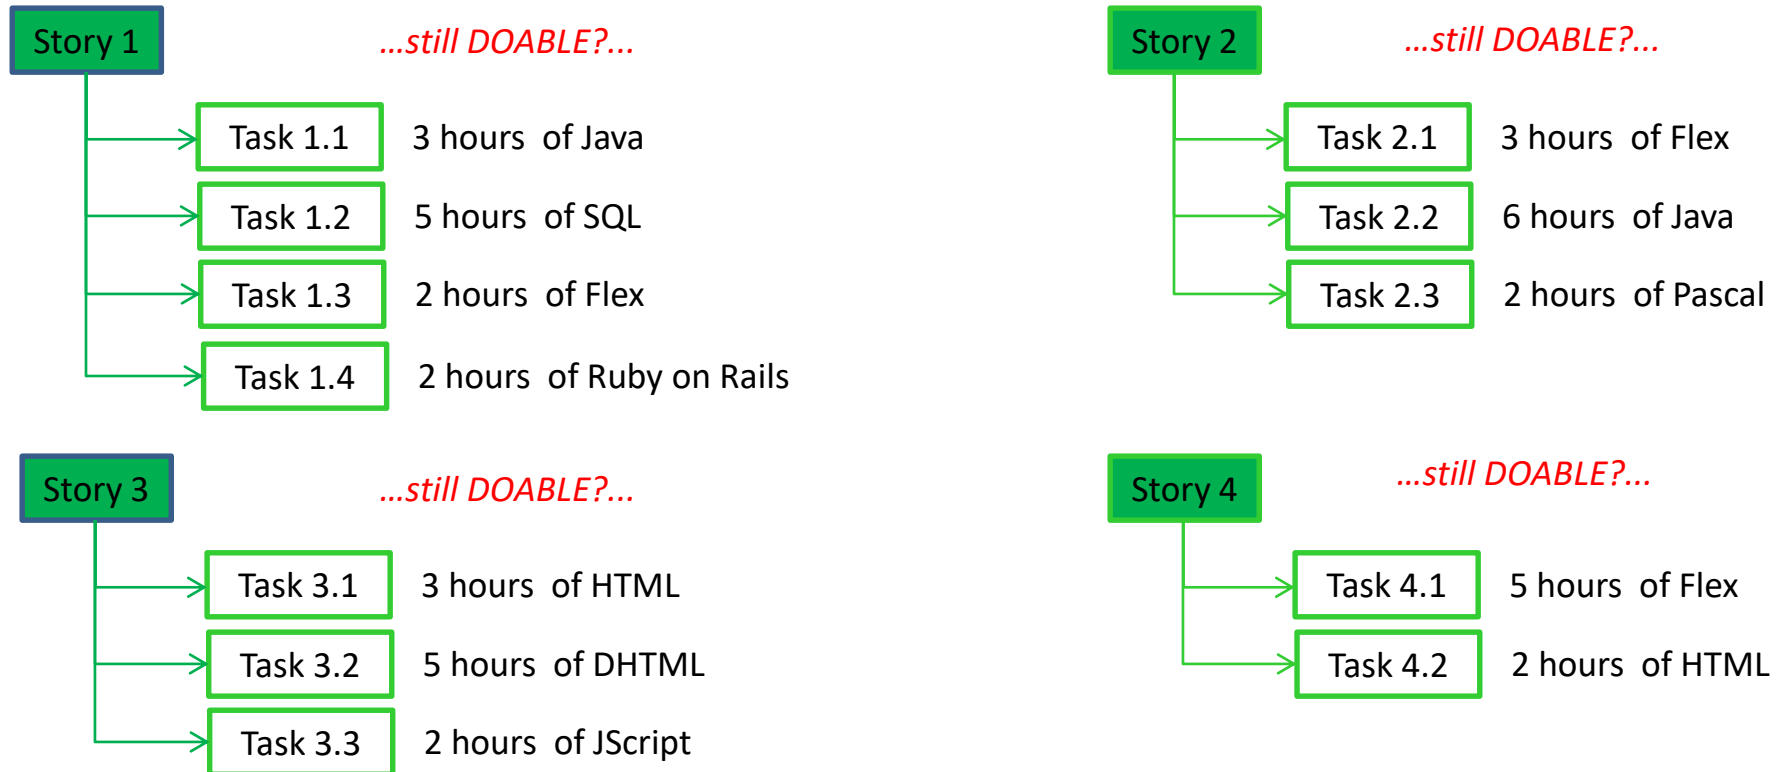 Story 1
...still DOABLE?...
Task 1.1 3 hours of Java
Task 1.2 5 hours of SQL
Task 1.3 2 hours of Flex
Task 1.4 2 hours of Ruby on Rails
Story 2
...still DOABLE?...
Task 2.1 3 hours of Flex
Task 2.2 6 hours of Java
Task 2.3 2 hours of Pascal
Story 3
...still DOABLE?...
Task 3.1 3 hours of HTML
Task 3.2 5 hours of DHTML
Task 3.3 2 hours of JScript
Story 4
...still DOABLE?...
Task 4.1 5 hours of Flex
Task 4.2 2 hours of HTML